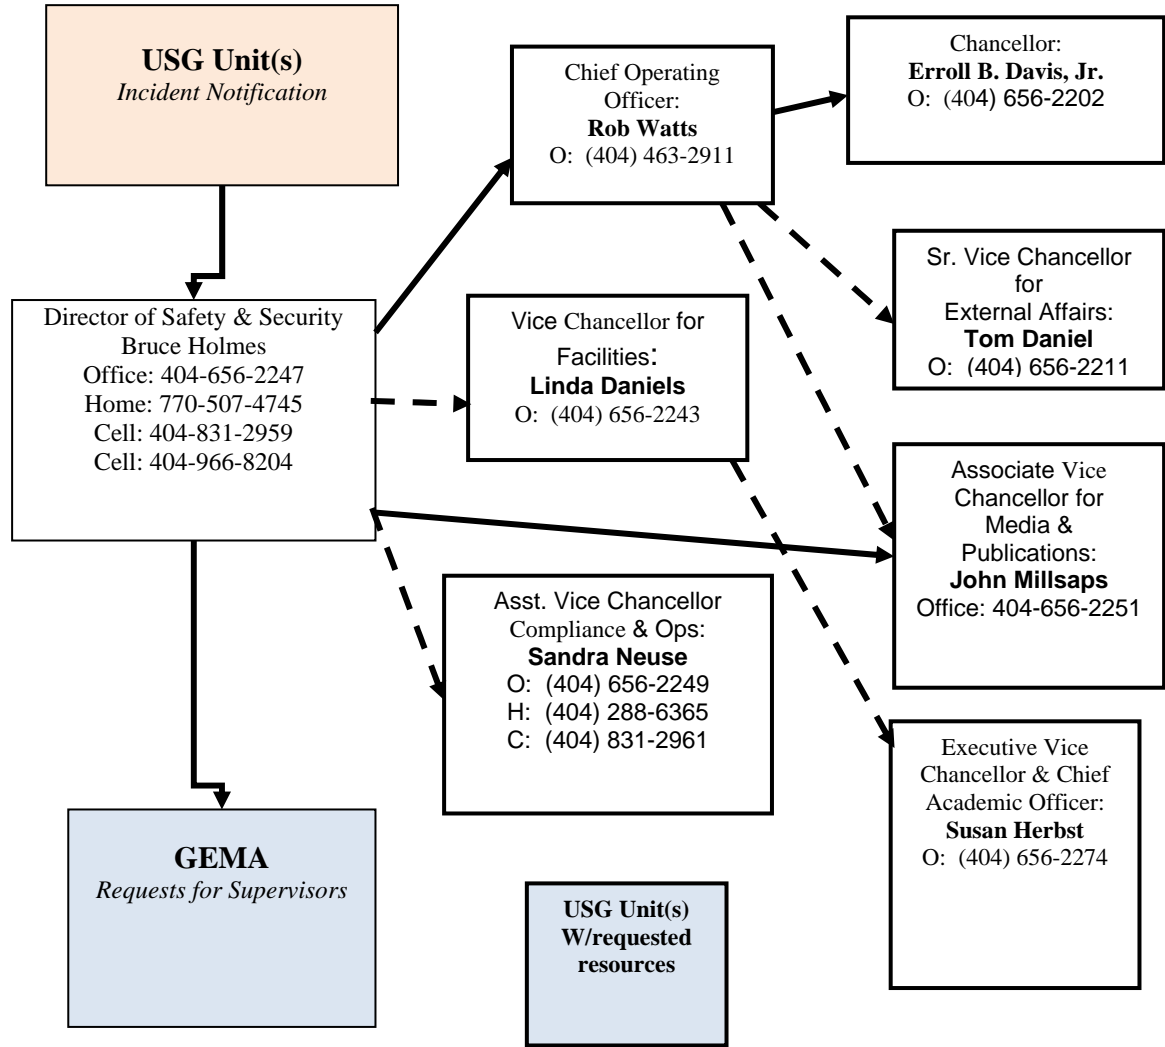 USG Unit(s)
Incident Notification
Chief Operating
Officer:
Rob Watts
O: (404) 463-2911
Chancellor:
Erroll B. Davis, Jr.
O: (404) 656-2202
Sr. Vice Chancellor
for
External Affairs:
Tom Daniel
O: (404) 656-2211
Director of Safety & Security
Bruce Holmes
Office: 404-656-2247
Home: 770-507-4745
Cell: 404-831-2959
Cell: 404-966-8204
Vice Chancellor for
Facilities:
Linda Daniels
O: (404) 656-2243
Associate Vice
Chancellor for
Media &
Publications:
John Millsaps
Office: 404-656-2251
Asst. Vice Chancellor
Compliance & Ops:
Sandra Neuse
O: (404) 656-2249
H: (404) 288-6365
C: (404) 831-2961
Executive Vice
Chancellor & Chief
Academic Officer:
Susan Herbst
O: (404) 656-2274
GEMA
Requests for Supervisors
USG Unit(s)
W/requested
resources